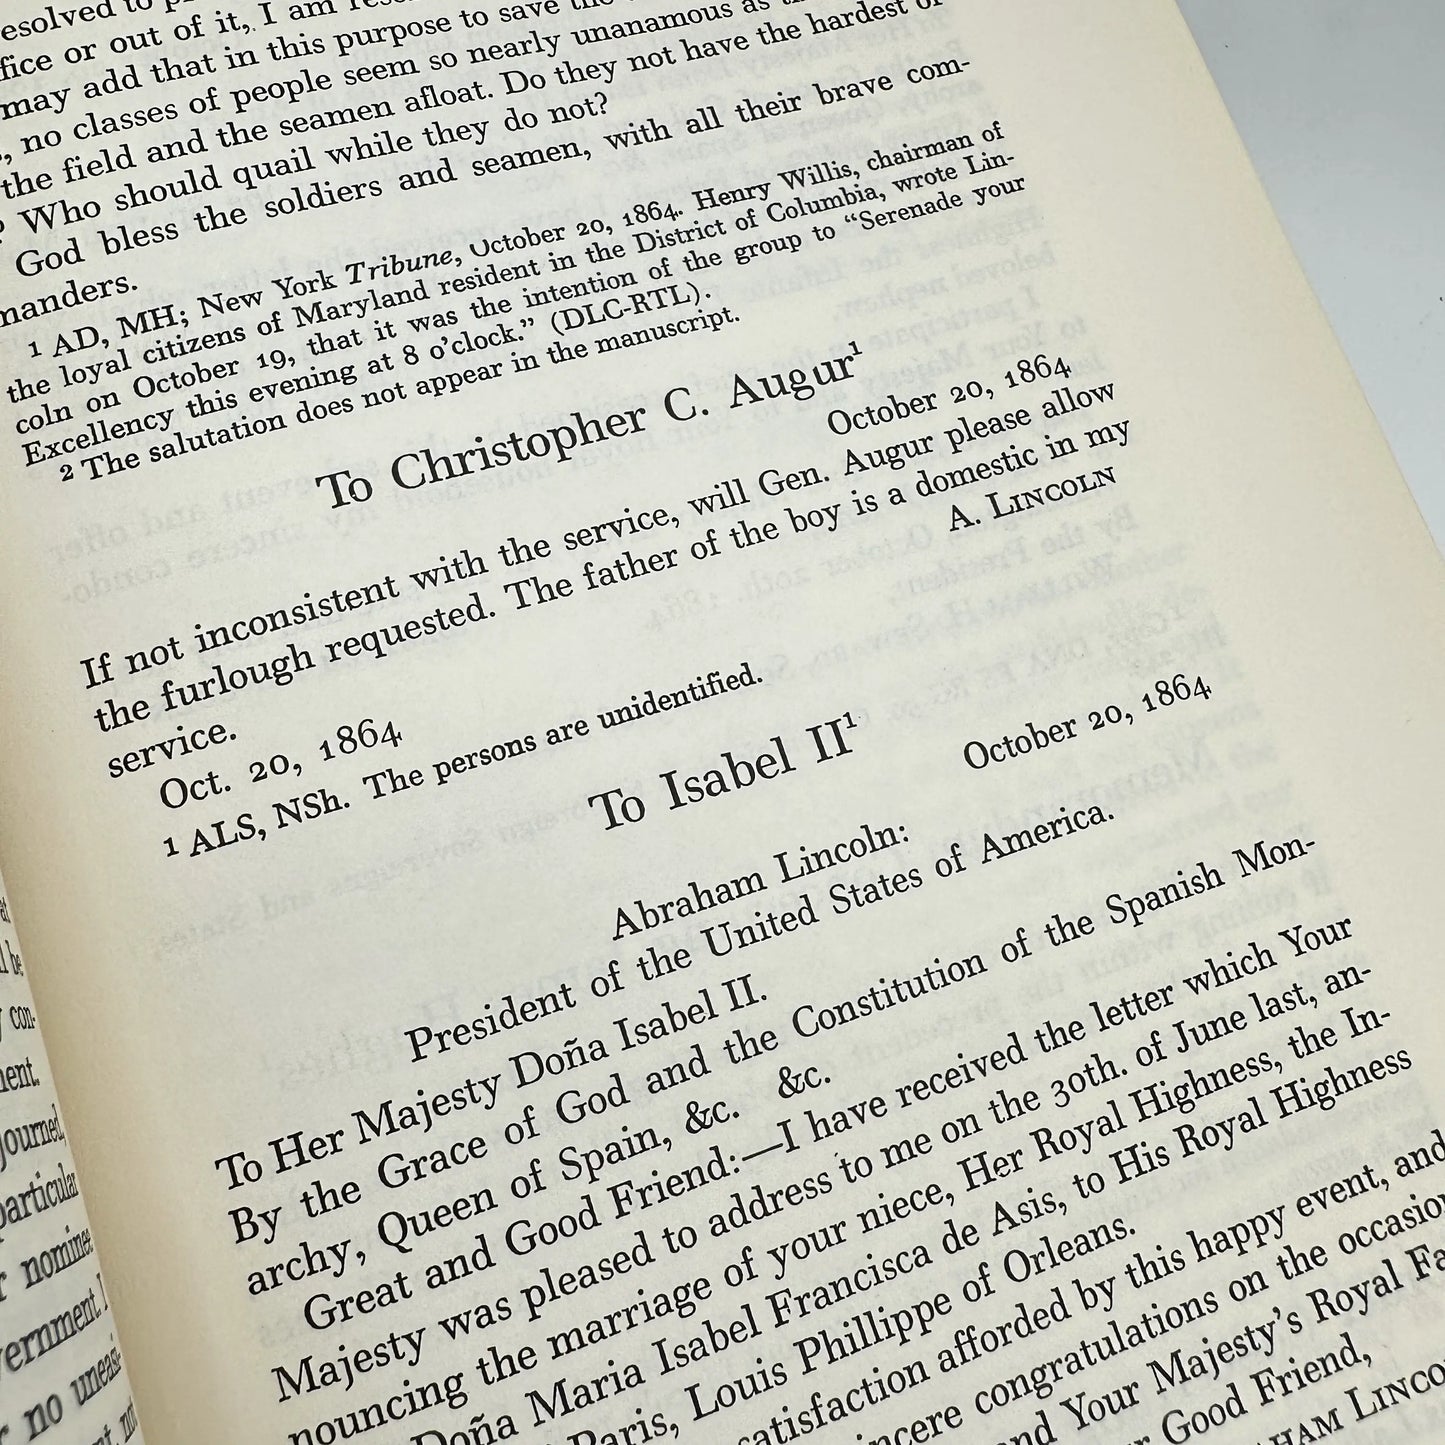 esolved to
fice or out of it, I am
may add that in this purpose to save the
, no classes of people seem so nearly unanamous as
the field and the seamen afloat. Do they not have the hardest of
? Who should quail while they do not?
God bless the soldiers and seamen, with all their brave com-
manders.
1 AD, MH; New York Tribune, October 20, 1864. Henry Willis, chairman of
the loyal citizens of Maryland resident in the District of Columbia, wrote Lin-
coln on October 19, that it was the intention of the group to “Serenade your
Excellency this evening at 8 o’clock.” (DLC-RTL).
2 The salutation does not appear in the manuscript.
To Christopher C. Augur1
October 20, 1864
If not inconsistent with the service, will Gen. Augur please allow
the furlough requested. The father of the boy is a domestic in my
service.
A. LINCOLN
Oct. 20, 1864
1 ALS, NSh. The persons are unidentified.
To Isabel II1
October 20, 1864
Abraham Lincoln:
President of the United States of America.
To Her Majesty Doña Isabel II.
By the Grace of God and the Constitution of the Spanish Mon-
archy, Queen of Spain, &c. &c.
Great and Good Friend:—I have received the letter which Your
Majesty was pleased to address to me on the 30th. of June last, an-
nouncing the marriage of your niece, Her Royal Highness, the In-
Doña Maria Isabel Francisca de Asis, to His Royal Highness
Paris, Louis Phillippe of Orleans.
satisfaction afforded by this happy event, and
incere congratulations on the occasion
nd Your Majesty’s Royal Fa
Good Friend,
HAM LINCO
l be
con-
ent.
journed,
particular
nominee
vernment
no uneasi-